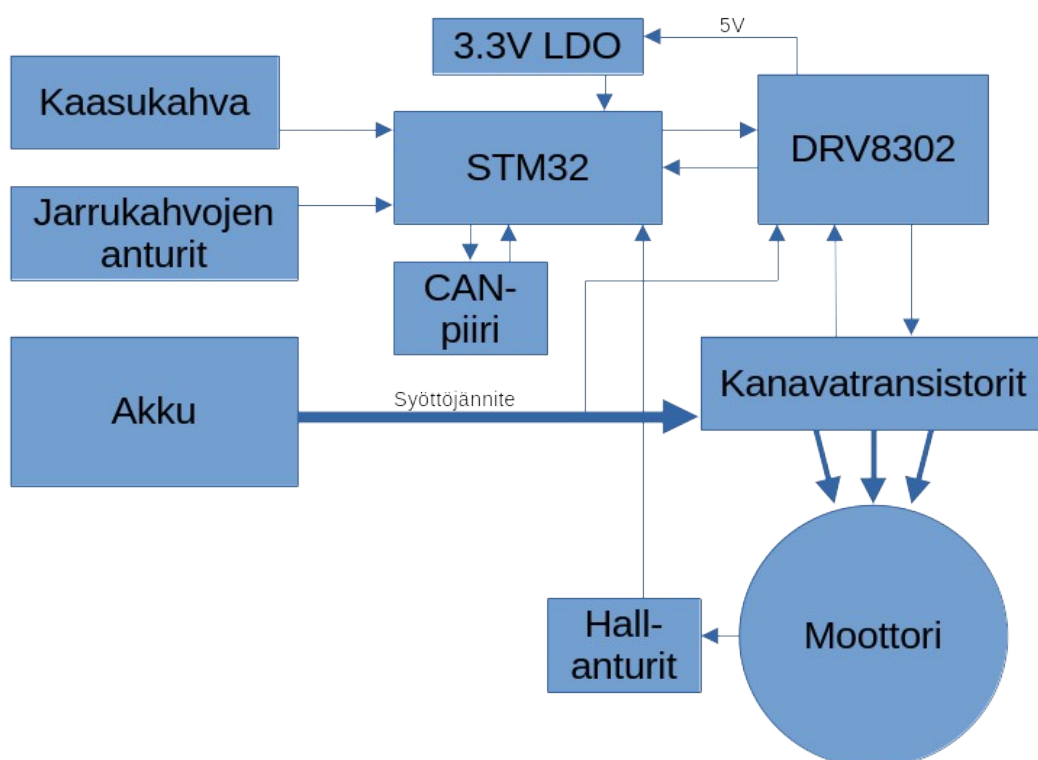 5V
3.3V LDO
Kaasukahva
STM32
DRV8302
Jarrukahvojen
anturit
CAN-
piiri
Akku
Syöttöjännite
Kanavatransistorit
Hall-
anturit
Moottori